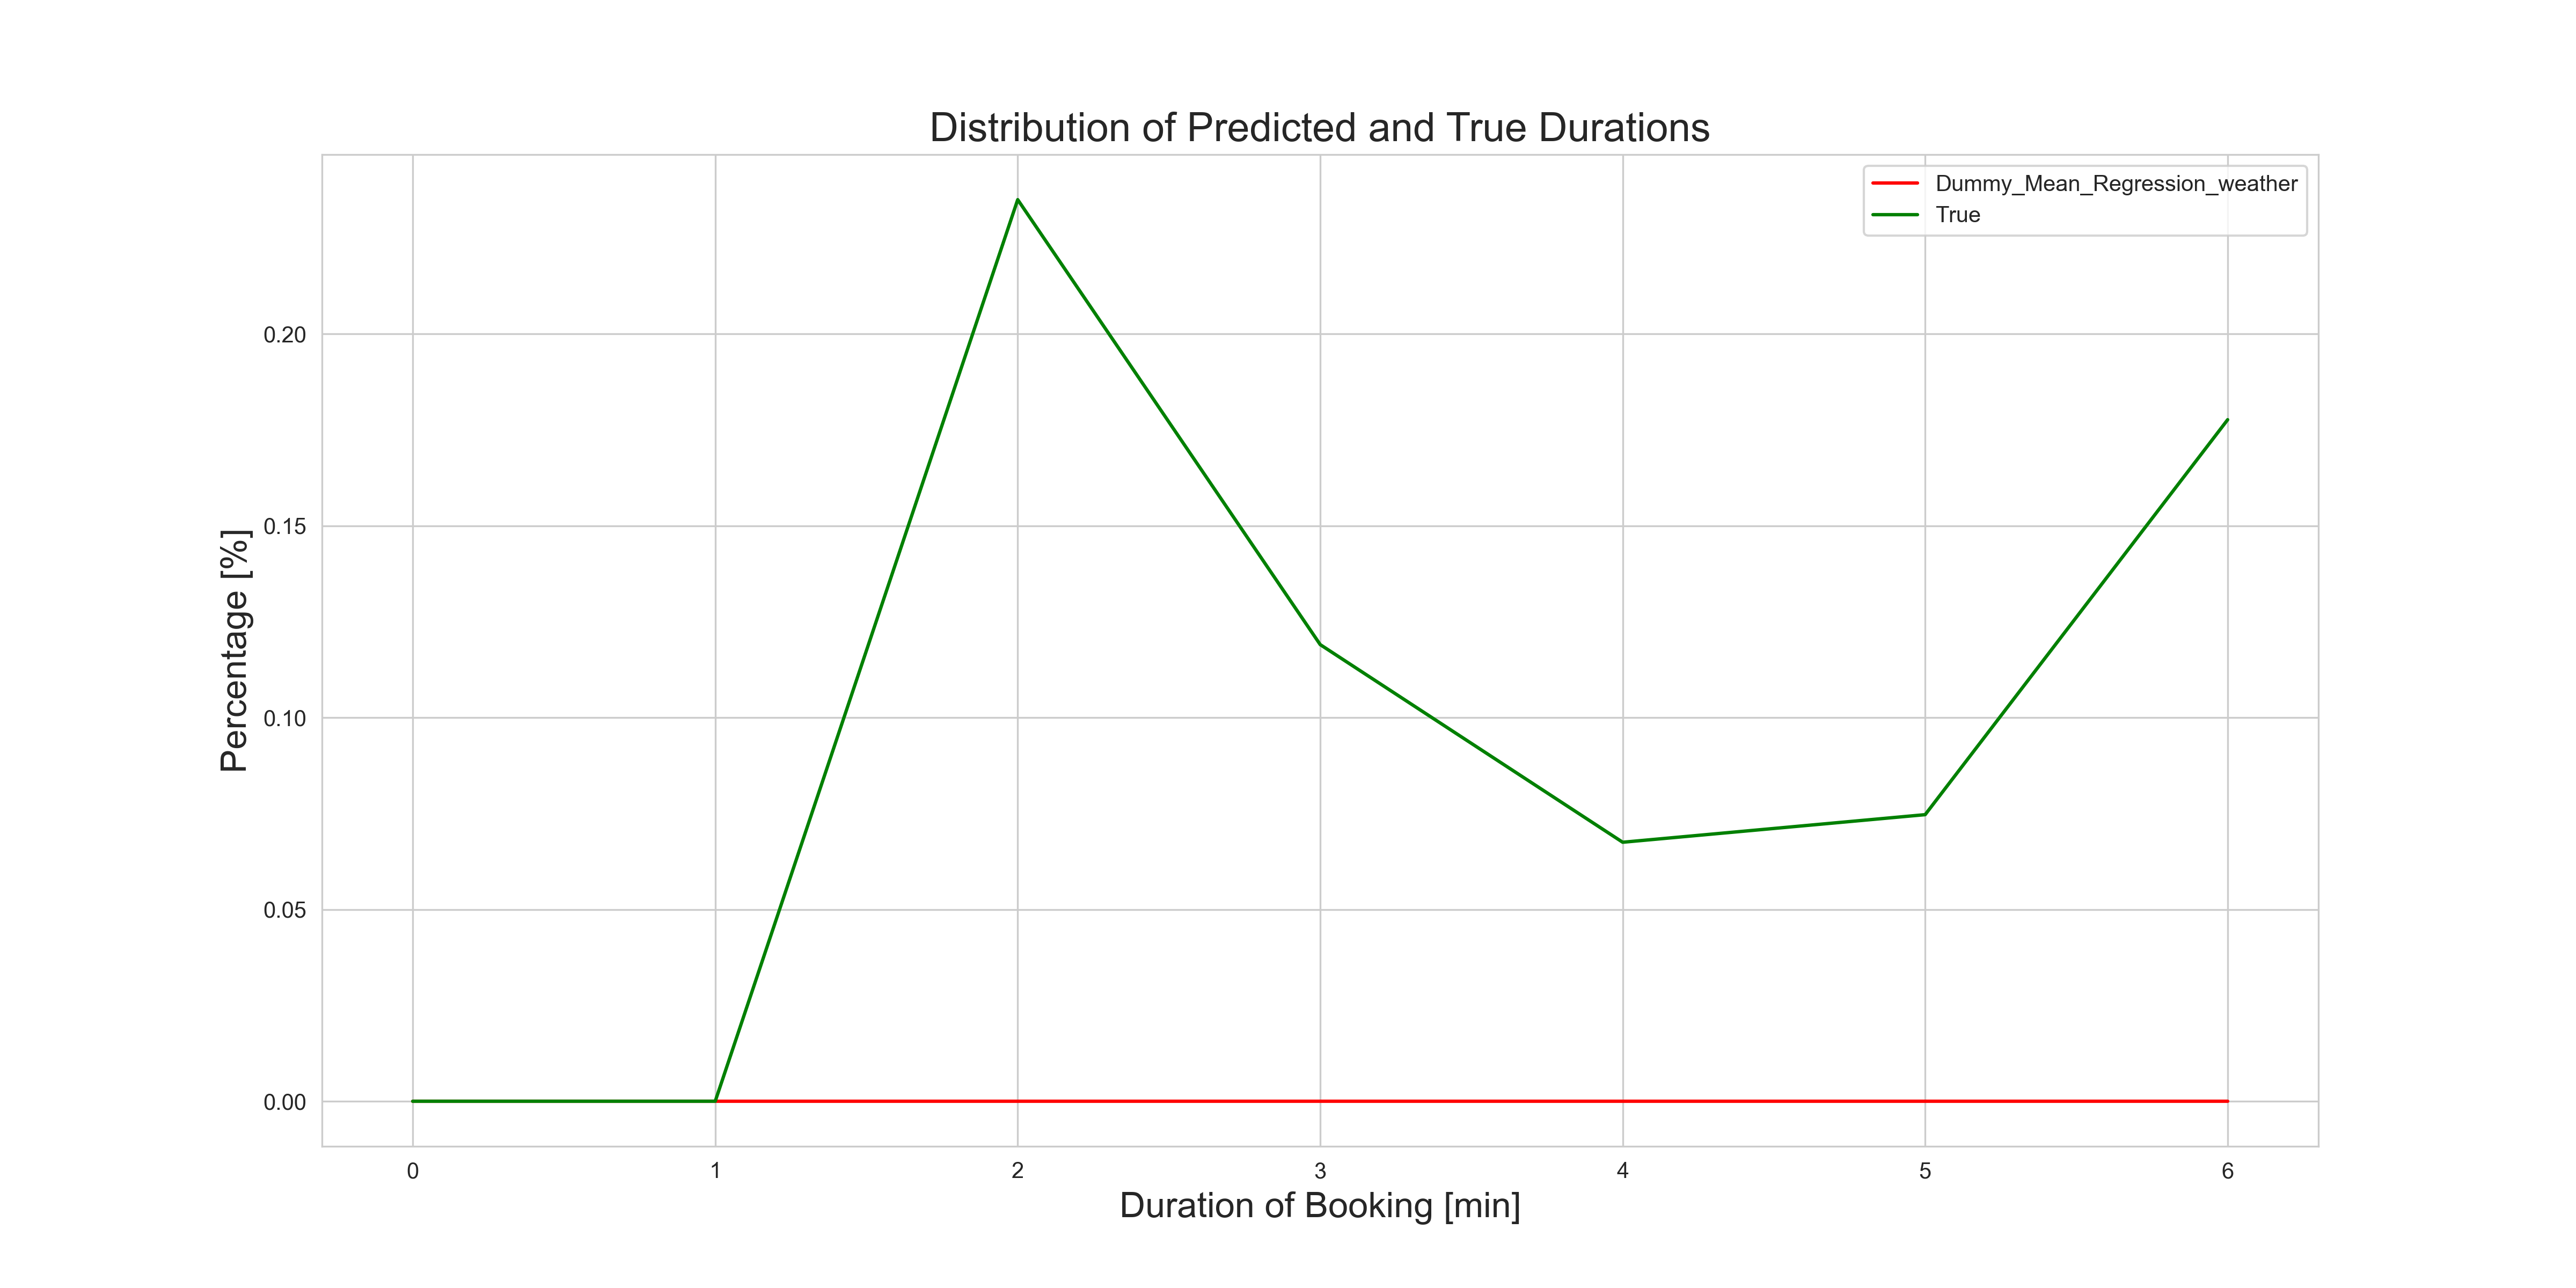 Distribution of Predicted and True Durations
Dummy_Mean_Regression_weather
True
Percentage [%]
0.20
0.15
0.10
0.05
0.00
0 1 2 3 4 5 6
Duration of Booking [min]